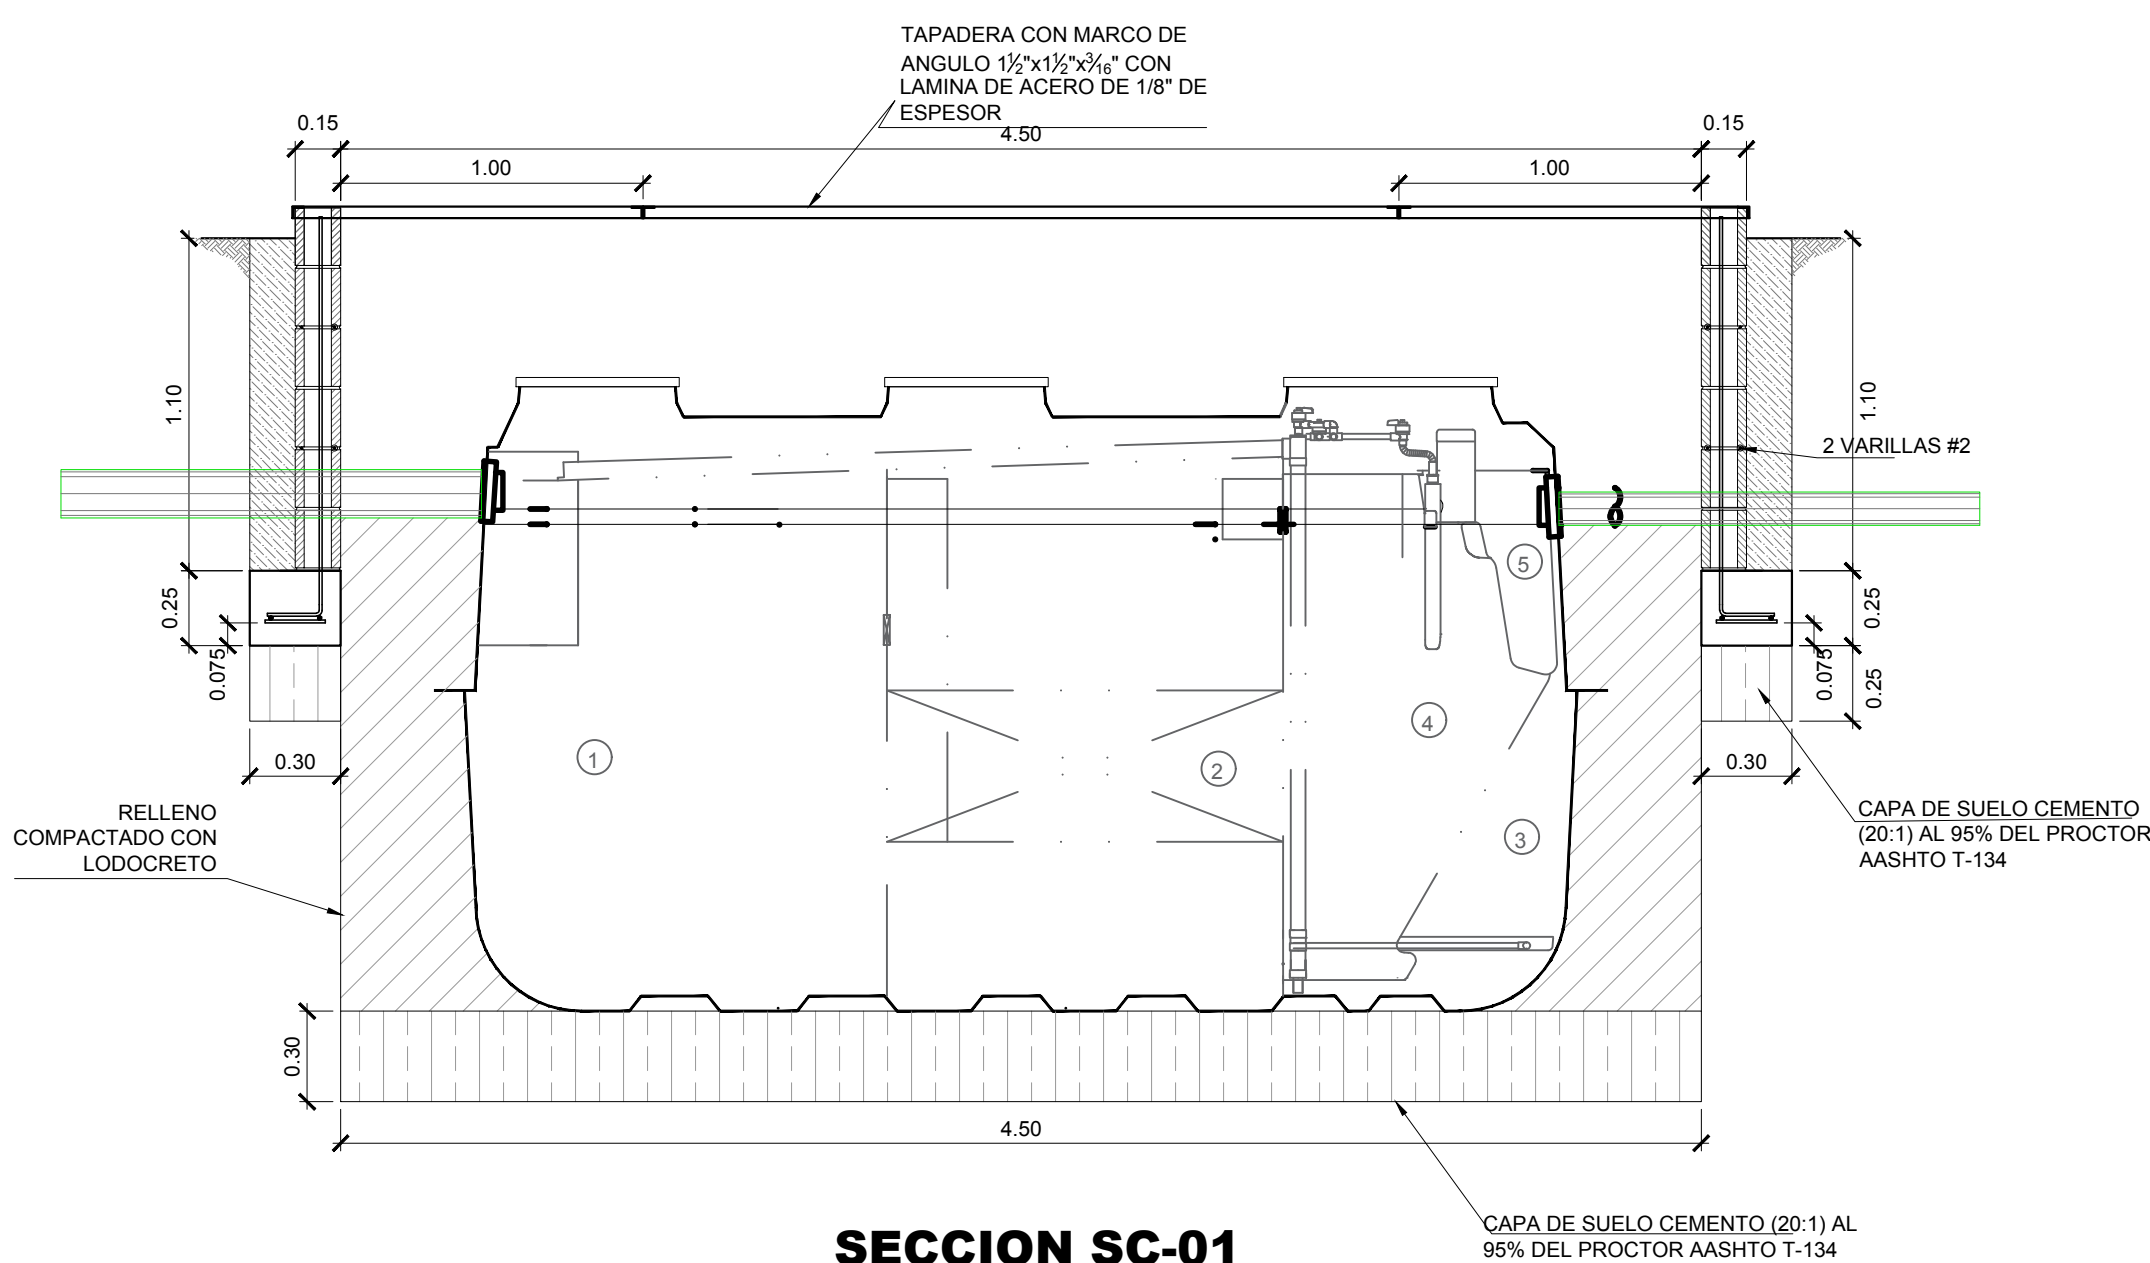 TAPADERA CON MARCO DE
ANGULO 1½"x1½"x³⁄₁₆" CON
LAMINA DE ACERO DE 1/8" DE
ESPESOR
0.15
4.50
0.15
1.00
1.00
1.10
1.10
2 VARILLAS #2
5
0.25
0.25
0.075
0.075
0.25
4
1
2
0.30
0.30
3
RELLENO
COMPACTADO CON
LODOCRETO
CAPA DE SUELO CEMENTO
(20:1) AL 95% DEL PROCTOR
AASHTO T-134
0.30
4.50
CAPA DE SUELO CEMENTO (20:1) AL
95% DEL PROCTOR AASHTO T-134
SECCION SC-01